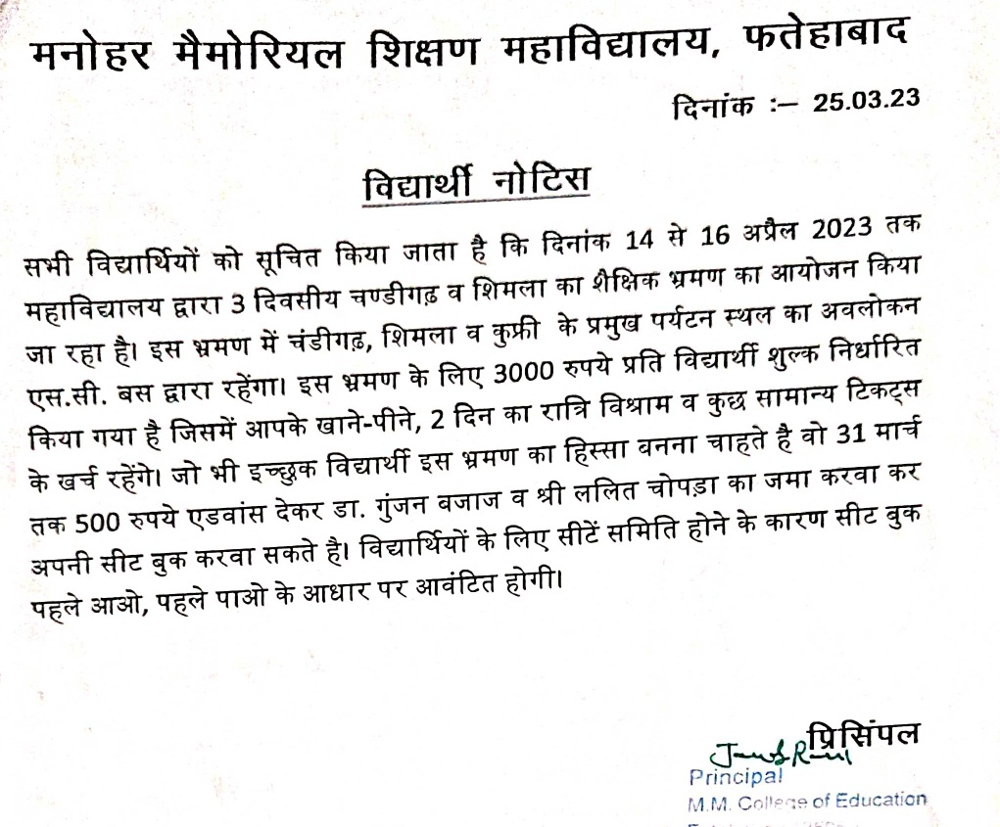 मनोहर मैमोरियल शिक्षण महाविद्यालय, फतेहाबाद
दिनांक :– 25.03.23
विद्यार्थी नोटिस
सभी विद्यार्थियों को सूचित किया जाता है कि दिनांक 14 से 16 अप्रैल 2023 तक
महाविद्यालय द्वारा 3 दिवसीय चण्डीगढ़ व शिमला का शैक्षिक भ्रमण का आयोजन किया
जा रहा है। इस भ्रमण में चंडीगढ़, शिमला व कुफ्री के प्रमुख पर्यटन स्थल का अवलोकन
एस.सी. बस द्वारा रहेंगा। इस भ्रमण के लिए 3000 रुपये प्रति विद्यार्थी शुल्क निर्धारित
किया गया है जिसमें आपके खाने-पीने, 2 दिन का रात्रि विश्राम व कुछ सामान्य टिकट्स
के खर्च रहेंगे। जो भी इच्छुक विद्यार्थी इस भ्रमण का हिस्सा बनना चाहते है वो 31 मार्च
तक 500 रुपये एडवांस देकर डा. गुंजन बजाज व श्री ललित चोपड़ा का जमा करवा कर
अपनी सीट बुक करवा सकते है। विद्यार्थियों के लिए सीटें समिति होने के कारण सीट बुक
पहले आओ, पहले पाओ के आधार पर आवंटित होगी।
प्रिसिंपल
Principal
M.M. College of Education